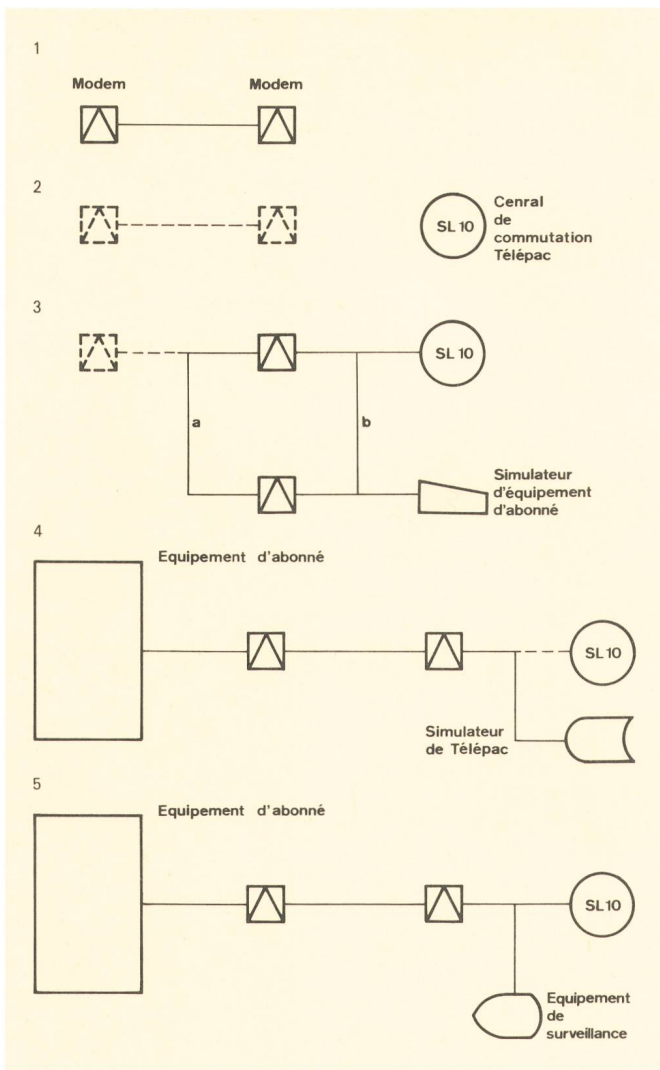 1
Modem Modem
2
SL 10
Cenral
de
commutation
Télépac
3
SL 10
a b
Simulateur
d'équipement
d'abonné
4
Equipement d'abonné
SL 10
Simulateur
de Télépac
5
Equipement d'abonné
SL 10
Equipement
de
surveillance